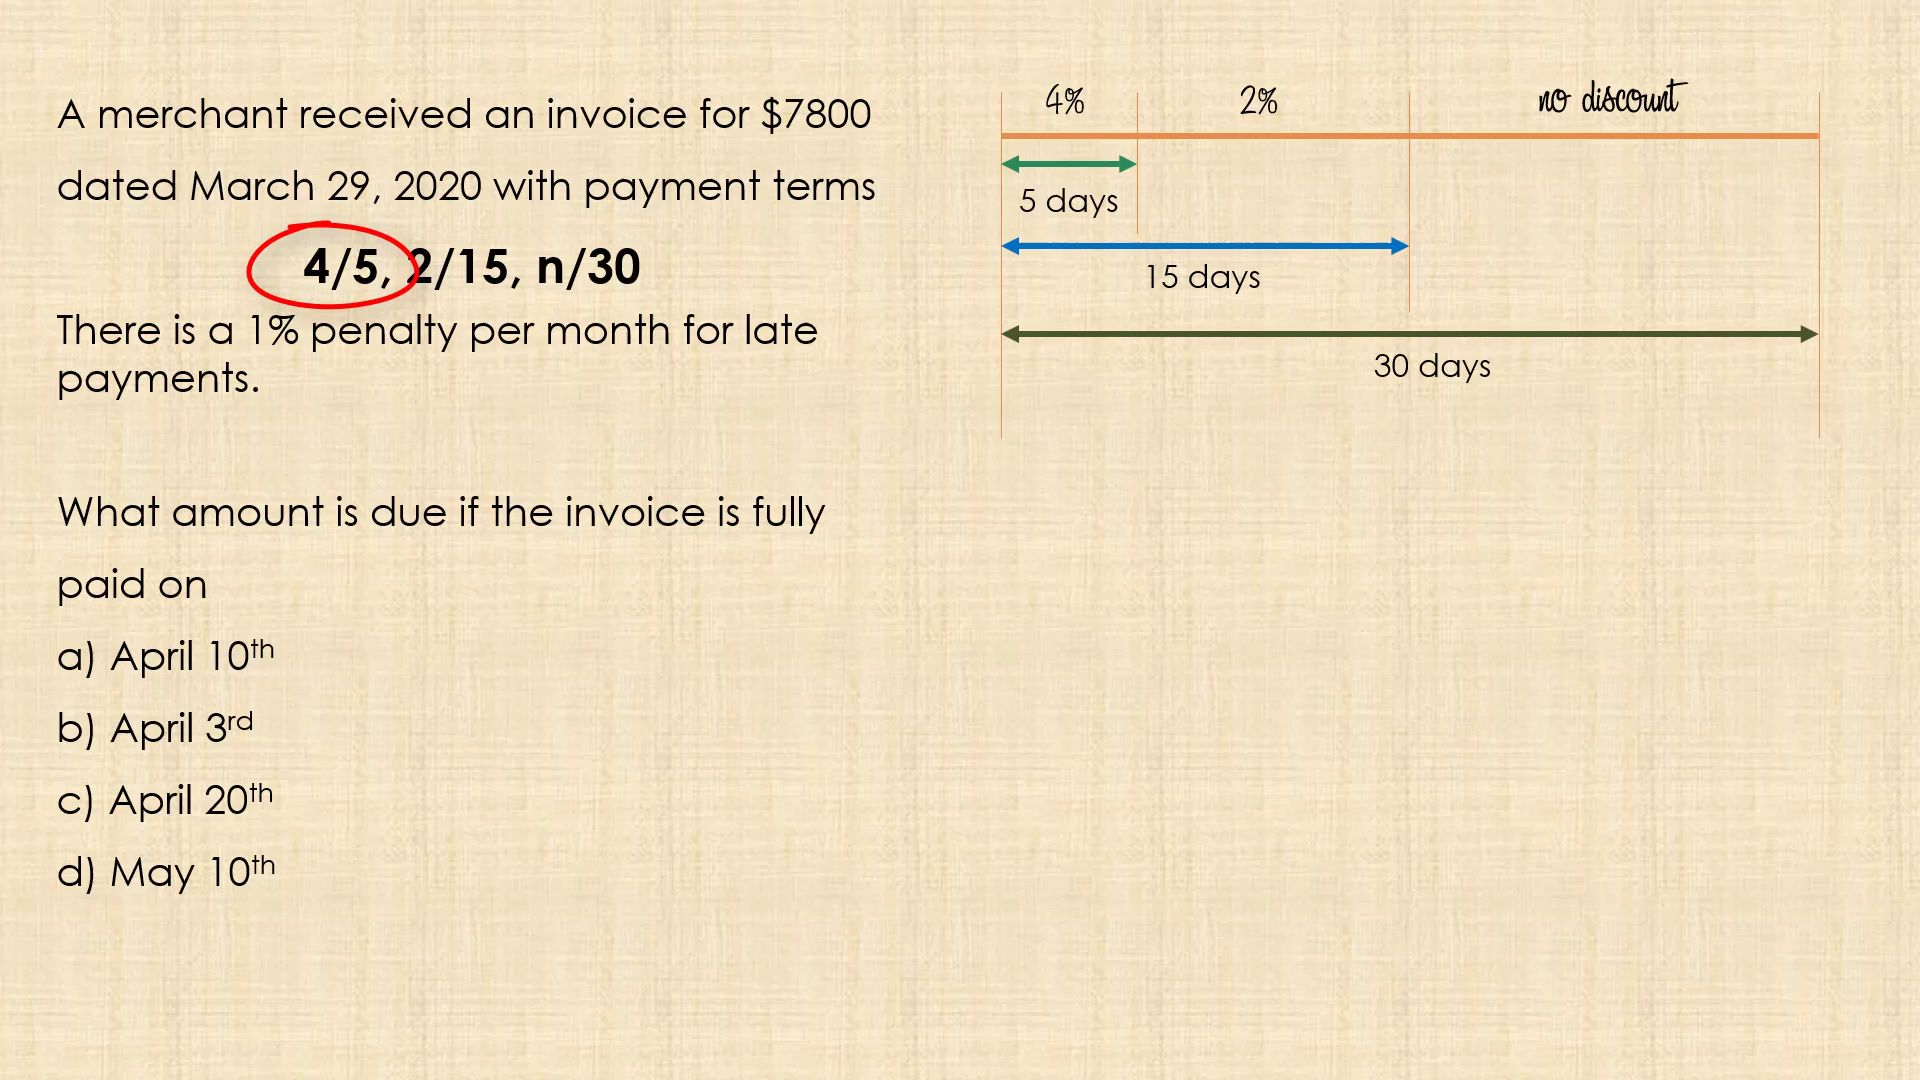 A merchant received an invoice for $7800
dated March 29, 2020 with payment terms
4/5, 2/15, n/30
There is a 1% penalty per month for late
payments.
What amount is due if the invoice is fully
paid on
a) April 10th
b) April 3rd
c) April 20th
d) May 10th
4% 2% no discount
5 days
15 days
30 days